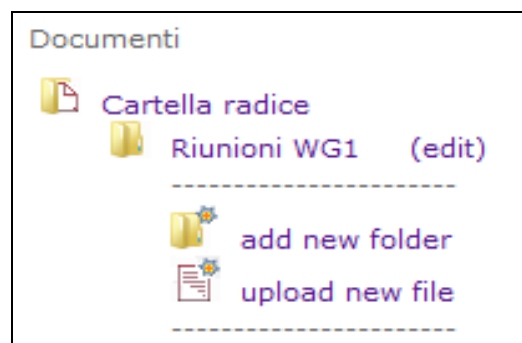 Documenti
Cartella radice
Riunioni WG1 (edit)
-----------------------
add new folder
upload new file
-----------------------